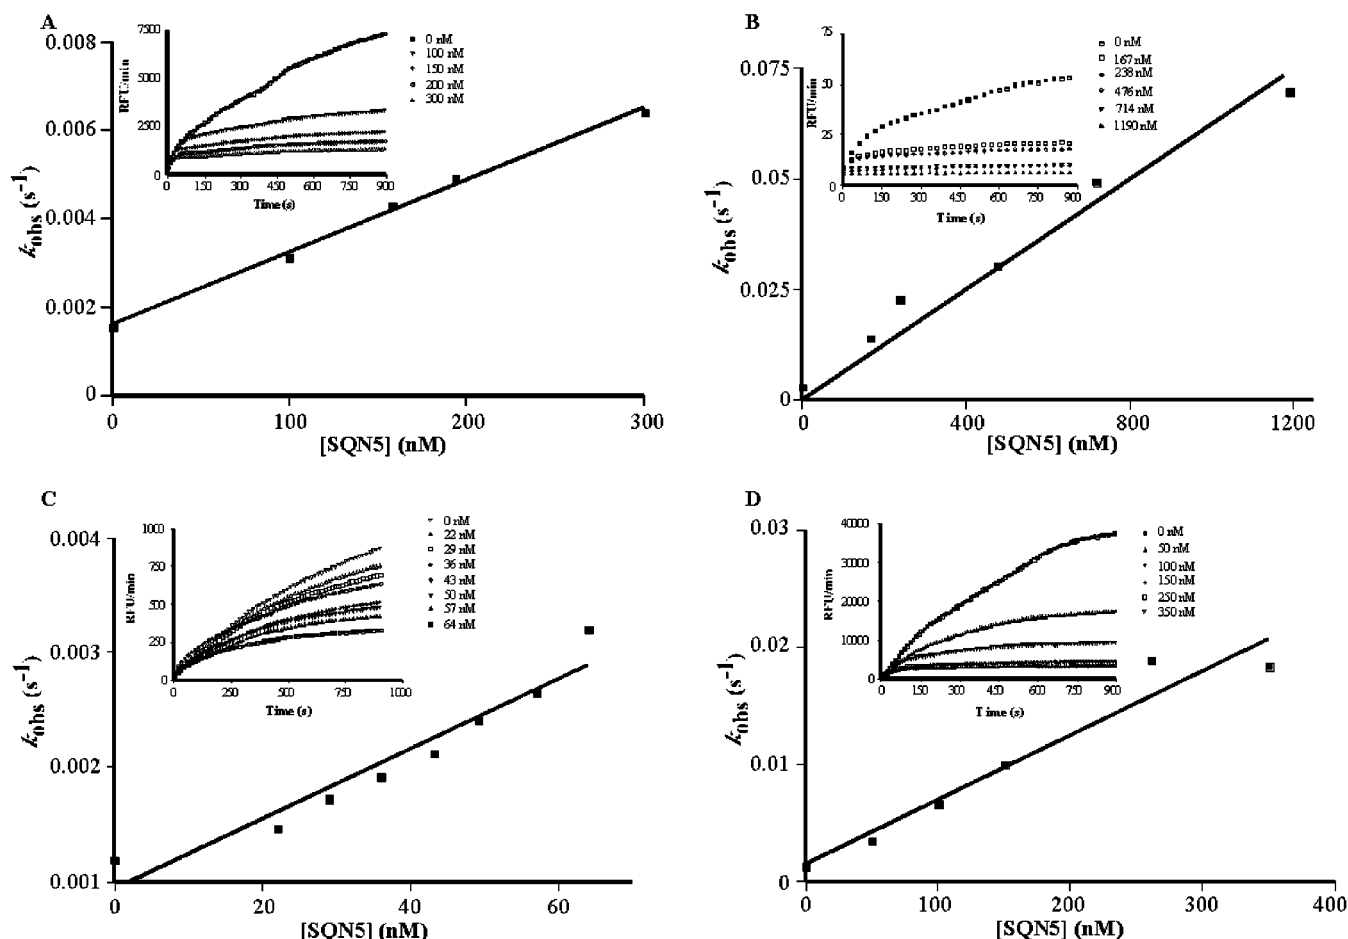 A
0.008
0.006
0.004
0.002
0
kobs (s⁻¹)
0
100
200
300
[SQN5] (nM)
7500
5000
2500
0
RFU/min
0
150
300
450
600
750
900
Time (s)
0 nM
100 nM
150 nM
200 nM
300 nM
B
0.075
0.050
0.025
0
kobs (s⁻¹)
0
400
800
1200
[SQN5] (nM)
75
50
25
0
RFU/min
0
150
300
450
600
750
900
Time (s)
0 nM
167 nM
238 nM
476 nM
714 nM
1190 nM
C
0.004
0.003
0.002
0.001
kobs (s⁻¹)
0
20
40
60
[SQN5] (nM)
1000
750
500
250
0
RFU/min
0
250
500
750
1000
Time (s)
0 nM
22 nM
29 nM
36 nM
43 nM
50 nM
57 nM
64 nM
D
0.03
0.02
0.01
0
kobs (s⁻¹)
0
100
200
300
400
[SQN5] (nM)
40000
30000
20000
10000
0
RFU/min
0
150
300
450
600
750
900
Time (s)
0 nM
50 nM
100 nM
150 nM
250 nM
350 nM